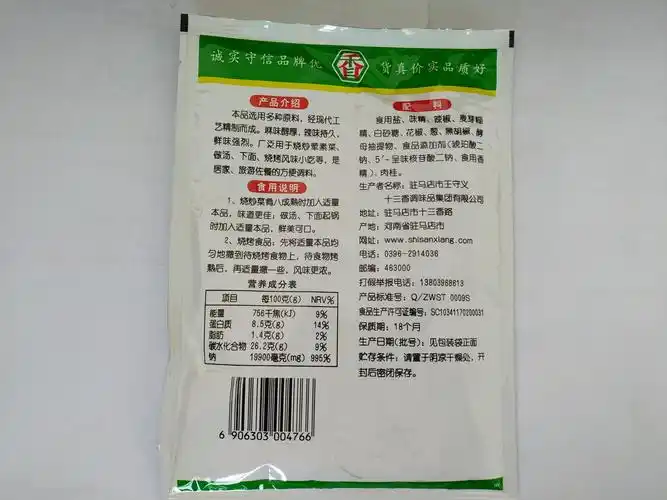 诚实守信品牌优
香
货真价实品质好
产品介绍
本品选用多种原料,经现代工
艺精制而成。麻味醇厚,辣味持久,
鲜味强烈。广泛用于烧炒荤素菜、
做汤、下面、烧烤风味小吃等,是
居家、旅游佐餐的方便调料。
食用说明
1、烧炒菜肴八成熟时加入适量
本品,味道更佳;做汤、下面起锅
时加入适量本品,鲜美可口。
2、烧烤食品:先将适量本品均
匀地撒到待烧烤食物上,待食物烤
熟后,再适量撒一些,风味更浓。
营养成分表
项目 每100克(g) NRV%
能量 756千焦(kJ) 9%
蛋白质 8.5克(g) 14%
脂肪 1.4克(g) 2%
碳水化合物 26.2克(g) 9%
钠 19900毫克(mg) 995%
6 906303 004766
配料
食用盐、味精、辣椒、麦芽糊
精、白砂糖、花椒、葱、黑胡椒、酵
母抽提物、食品添加剂(琥珀酸二
钠、5'-呈味核苷酸二钠、食用香
精)、肉桂。
生产者名称:驻马店市王守义
十三香调味品集团有限公司
地址:驻马店市十三香路
产地:河南省驻马店市
网址:www.shisanxiang.com
电话:0396-2914036
邮编:463000
打假举报电话:13803968613
产品标准号:Q/ZWST 0009S
食品生产许可证编号:SC10341170200031
保质期:18个月
生产日期(批号):见包装袋正面
贮存条件:请置于阴凉干燥处,开
封后密闭保存。